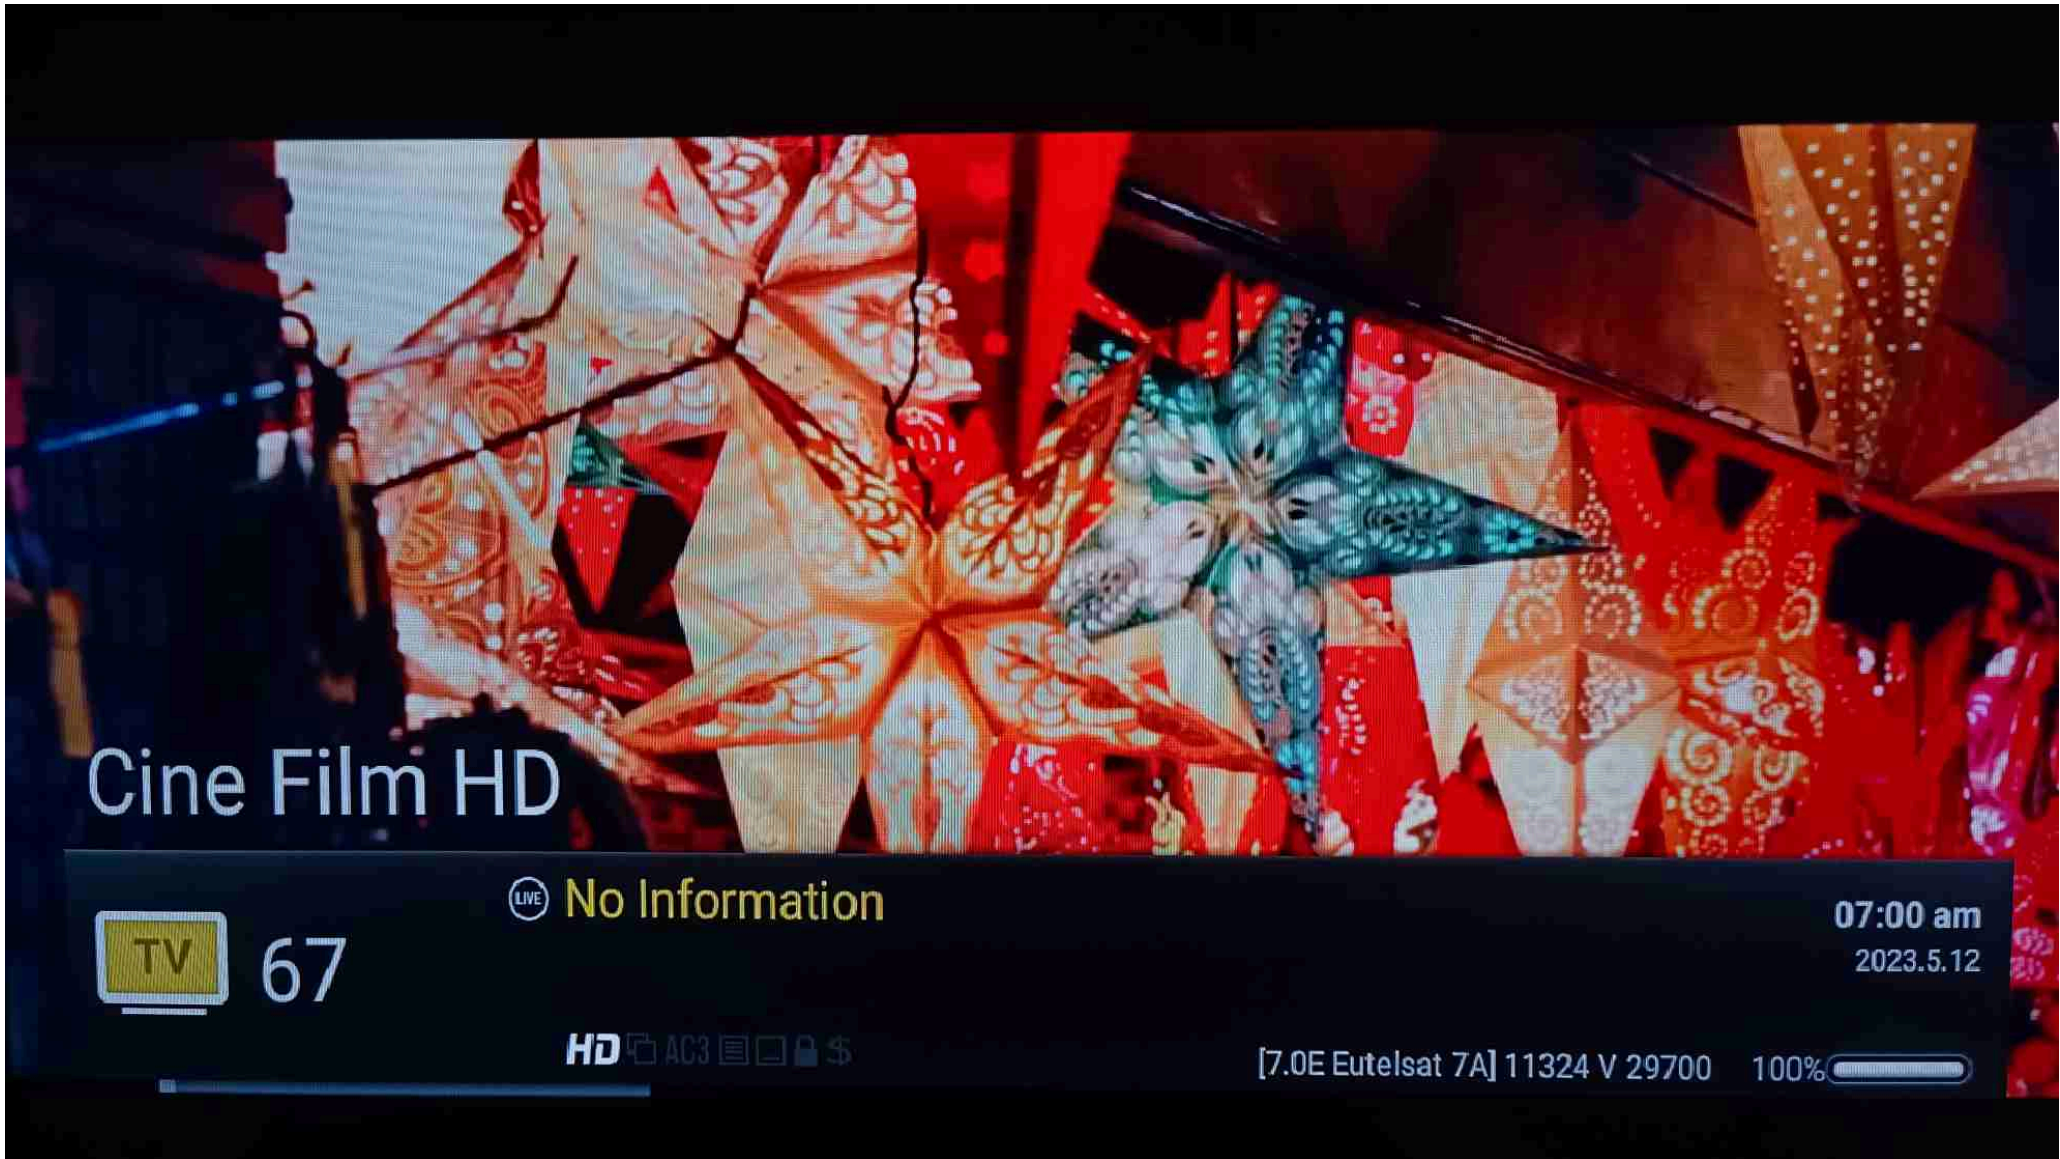 Cine Film HD
LIVE No Information
TV 67
07:00 am
2023.5.12
HD AC3 $
[7.0E Eutelsat 7A] 11324 V 29700 100%